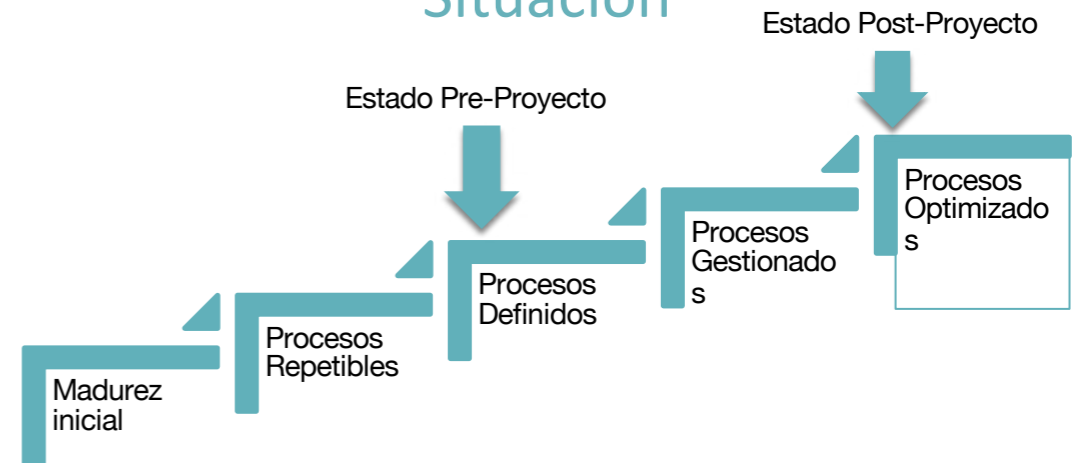 Situación
Estado Post-Proyecto
Estado Pre-Proyecto
Procesos
Optimizado
s
Procesos
Gestionado
s
Procesos
Definidos
Procesos
Repetibles
Madurez
inicial